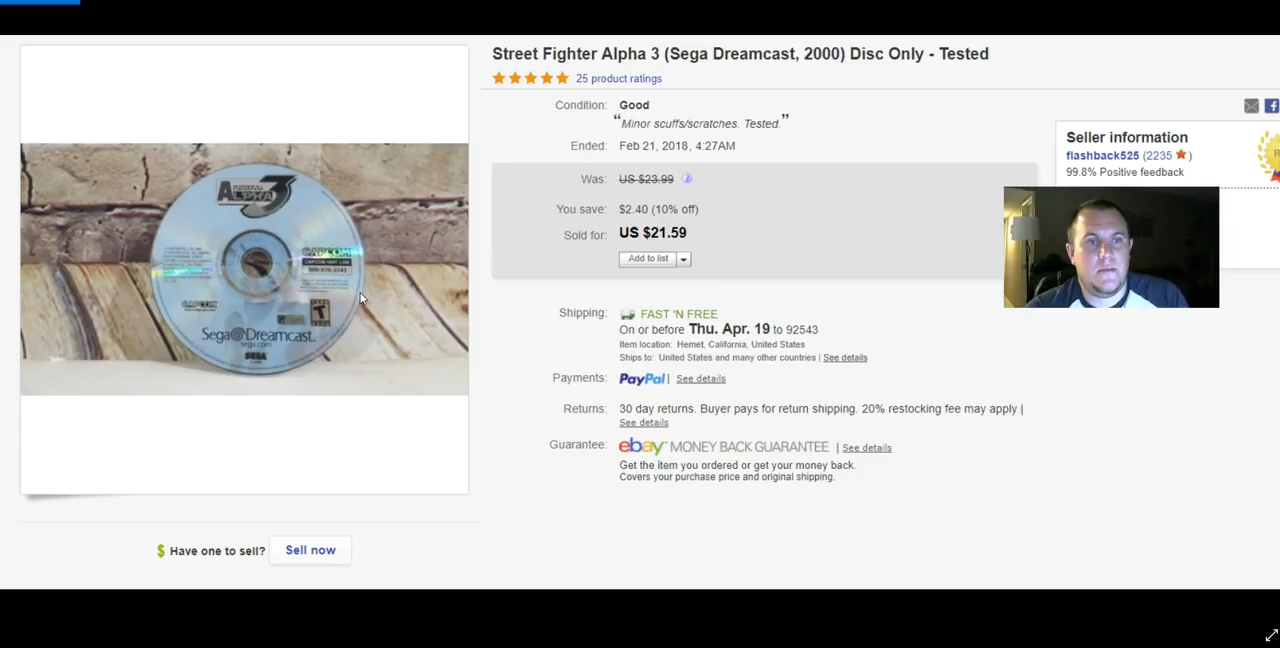 Street Fighter Alpha 3 (Sega Dreamcast, 2000) Disc Only - Tested
25 product ratings
Condition: Good
“Minor scuffs/scratches. Tested.”
Ended: Feb 21, 2018, 4:27AM
Was: US $23.99
You save: $2.40 (10% off)
Sold for: US $21.59
Add to list
Seller information
flashback525 (2235 )
99.8% Positive feedback
ALPHA 3
CAPCOM
CAPCOM
T
Sega Dreamcast.
sega.com
SEGA
Shipping: FAST 'N FREE
On or before Thu. Apr. 19 to 92543
Item location: Hemet, California, United States
Ships to: United States and many other countries | See details
Payments: PayPal | See details
Returns: 30 day returns. Buyer pays for return shipping. 20% restocking fee may apply |
See details
Guarantee: ebay MONEY BACK GUARANTEE | See details
Get the item you ordered or get your money back.
Covers your purchase price and original shipping.
$ Have one to sell? Sell now